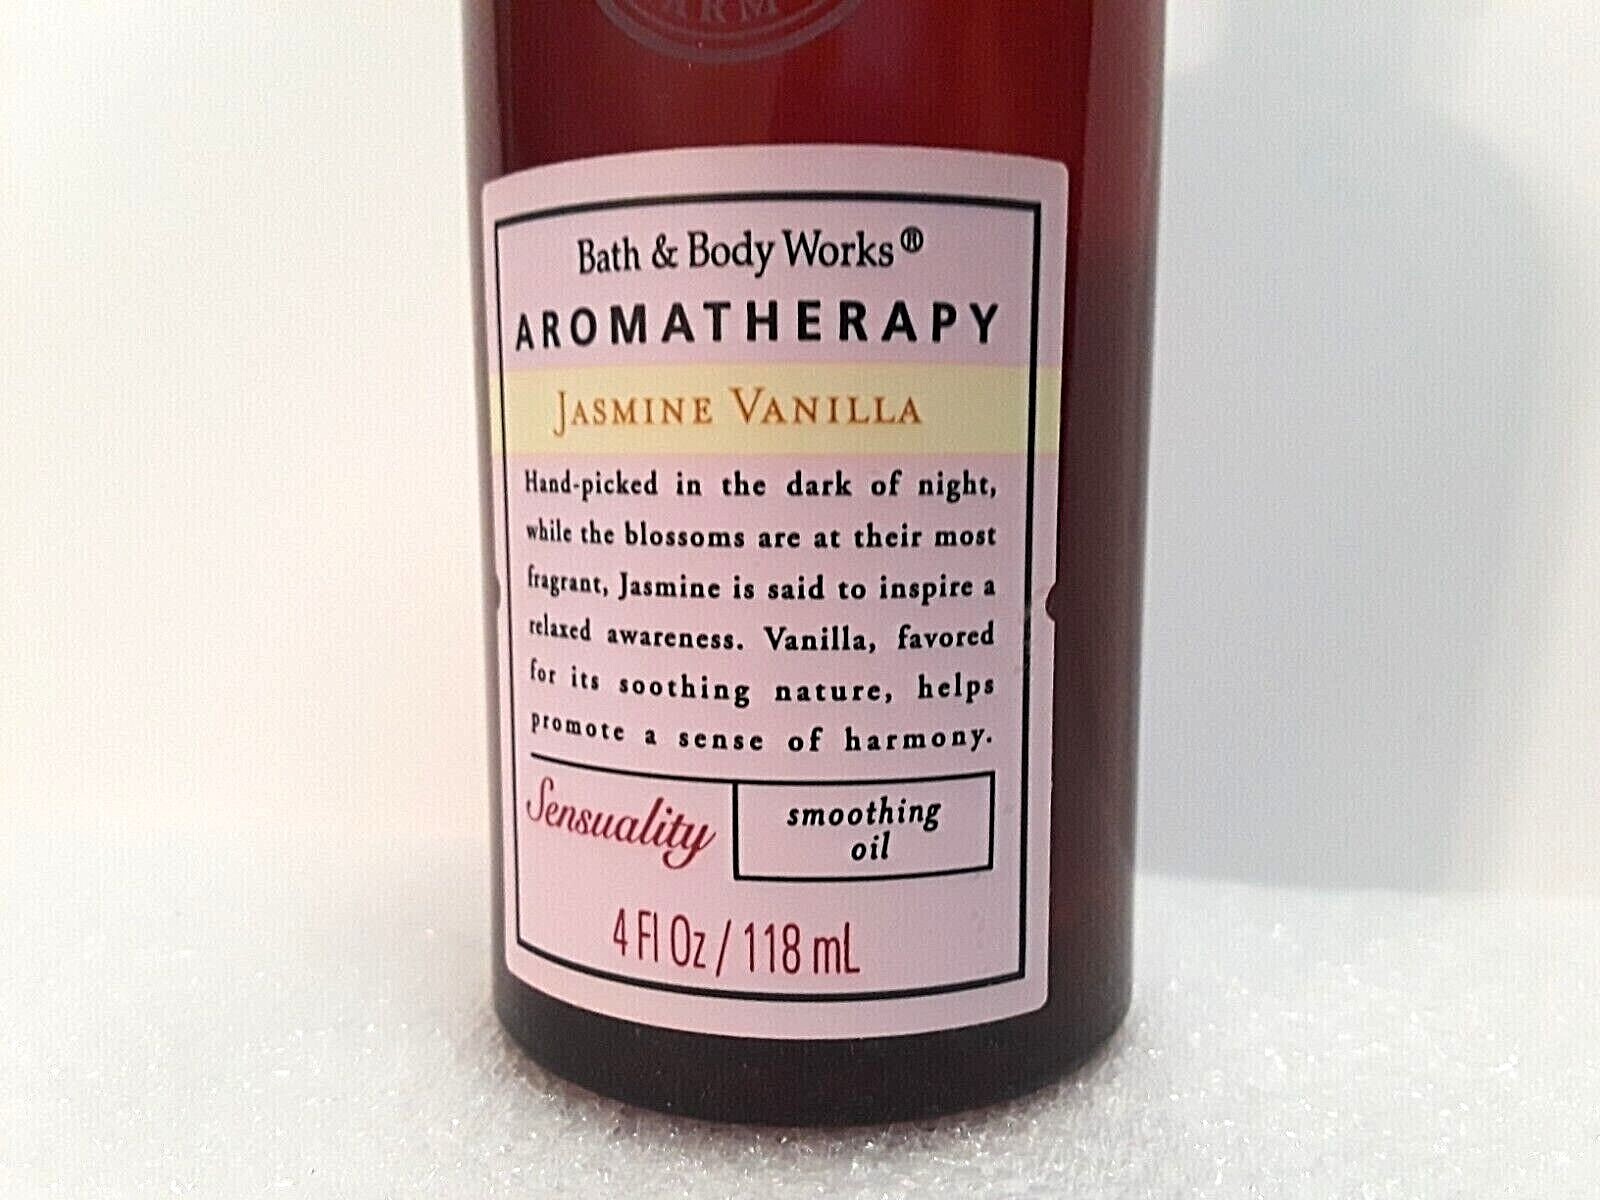 Bath & Body Works®
AROMATHERAPY
JASMINE VANILLA
Hand-picked in the dark of night,
while the blossoms are at their most
fragrant, Jasmine is said to inspire a
relaxed awareness. Vanilla, favored
for its soothing nature, helps
promote a sense of harmony.
Sensuality
smoothing
oil
4 Fl Oz / 118 mL